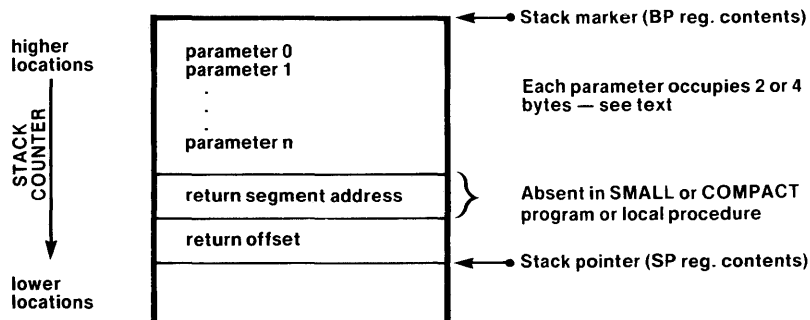 Stack marker (BP reg. contents)
higher
locations
parameter 0
parameter 1
.
.
.
parameter n
Each parameter occupies 2 or 4
bytes — see text
STACK
COUNTER
return segment address
Absent in SMALL or COMPACT
program or local procedure
return offset
Stack pointer (SP reg. contents)
lower
locations